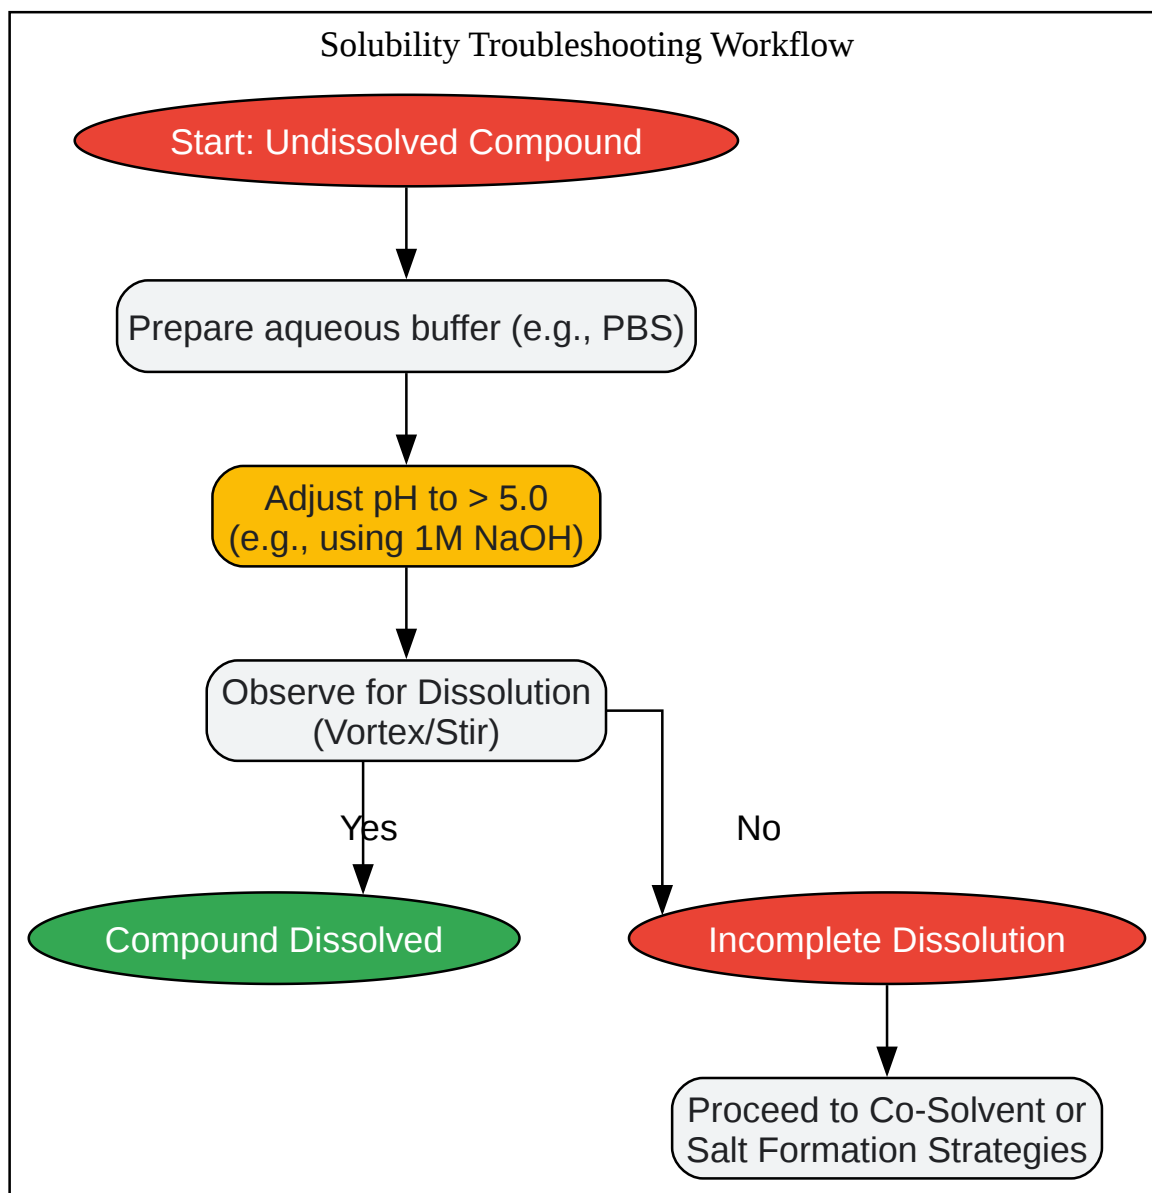 Solubility Troubleshooting Workflow
Start: Undissolved Compound
Prepare aqueous buffer (e.g., PBS)
Adjust pH to > 5.0
(e.g., using 1M NaOH)
Observe for Dissolution
(Vortex/Stir)
Yes
No
Compound Dissolved
Incomplete Dissolution
Proceed to Co-Solvent or
Salt Formation Strategies